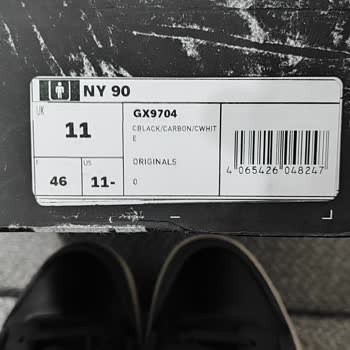 NY 90
UK
11
F
46
US
11-
GX9704
CBLACK/CARBON/CWHIT
E
ORIGINALS
0
4 065426 048247